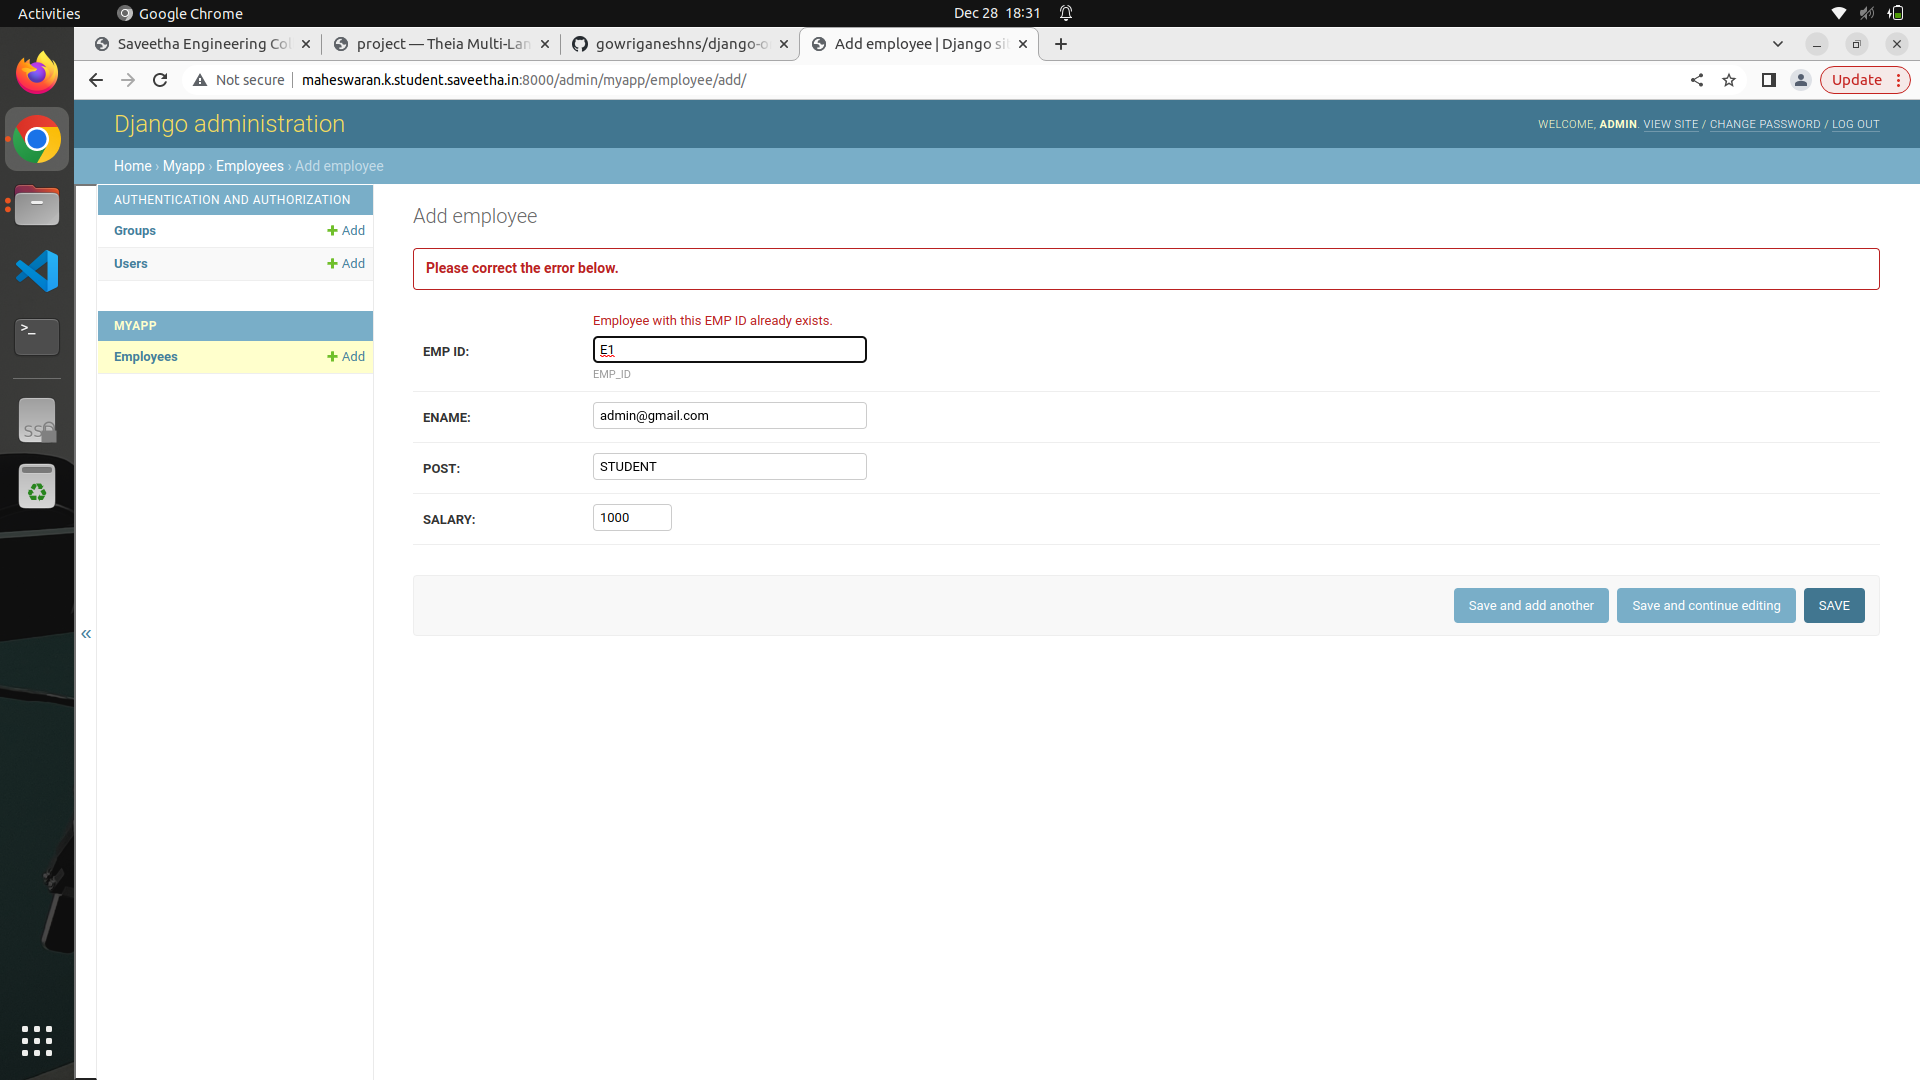 Activities
Google Chrome
Dec 28 18:31
Saveetha Engineering Col
project — Theia Multi-Lan
gowriganeshns/django-o
Add employee | Django si
Not secure
maheswaran.k.student.saveetha.in:8000/admin/myapp/employee/add/
Update
Django administration
WELCOME, ADMIN. VIEW SITE / CHANGE PASSWORD / LOG OUT
Home › Myapp › Employees › Add employee
AUTHENTICATION AND AUTHORIZATION
Groups
Add
Users
Add
MYAPP
Employees
Add
«
Add employee
Please correct the error below.
Employee with this EMP ID already exists.
EMP ID:
E1
EMP_ID
ENAME:
admin@gmail.com
POST:
STUDENT
SALARY:
1000
Save and add another
Save and continue editing
SAVE
>_